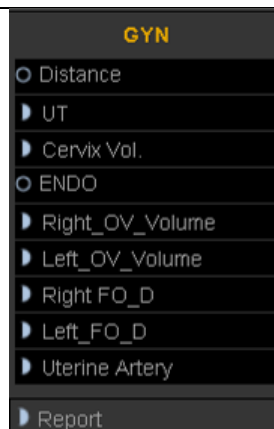 GYN
Distance
UT
Cervix Vol.
ENDO
Right_OV_Volume
Left_OV_Volume
Right FO_D
Left_FO_D
Uterine Artery
Report